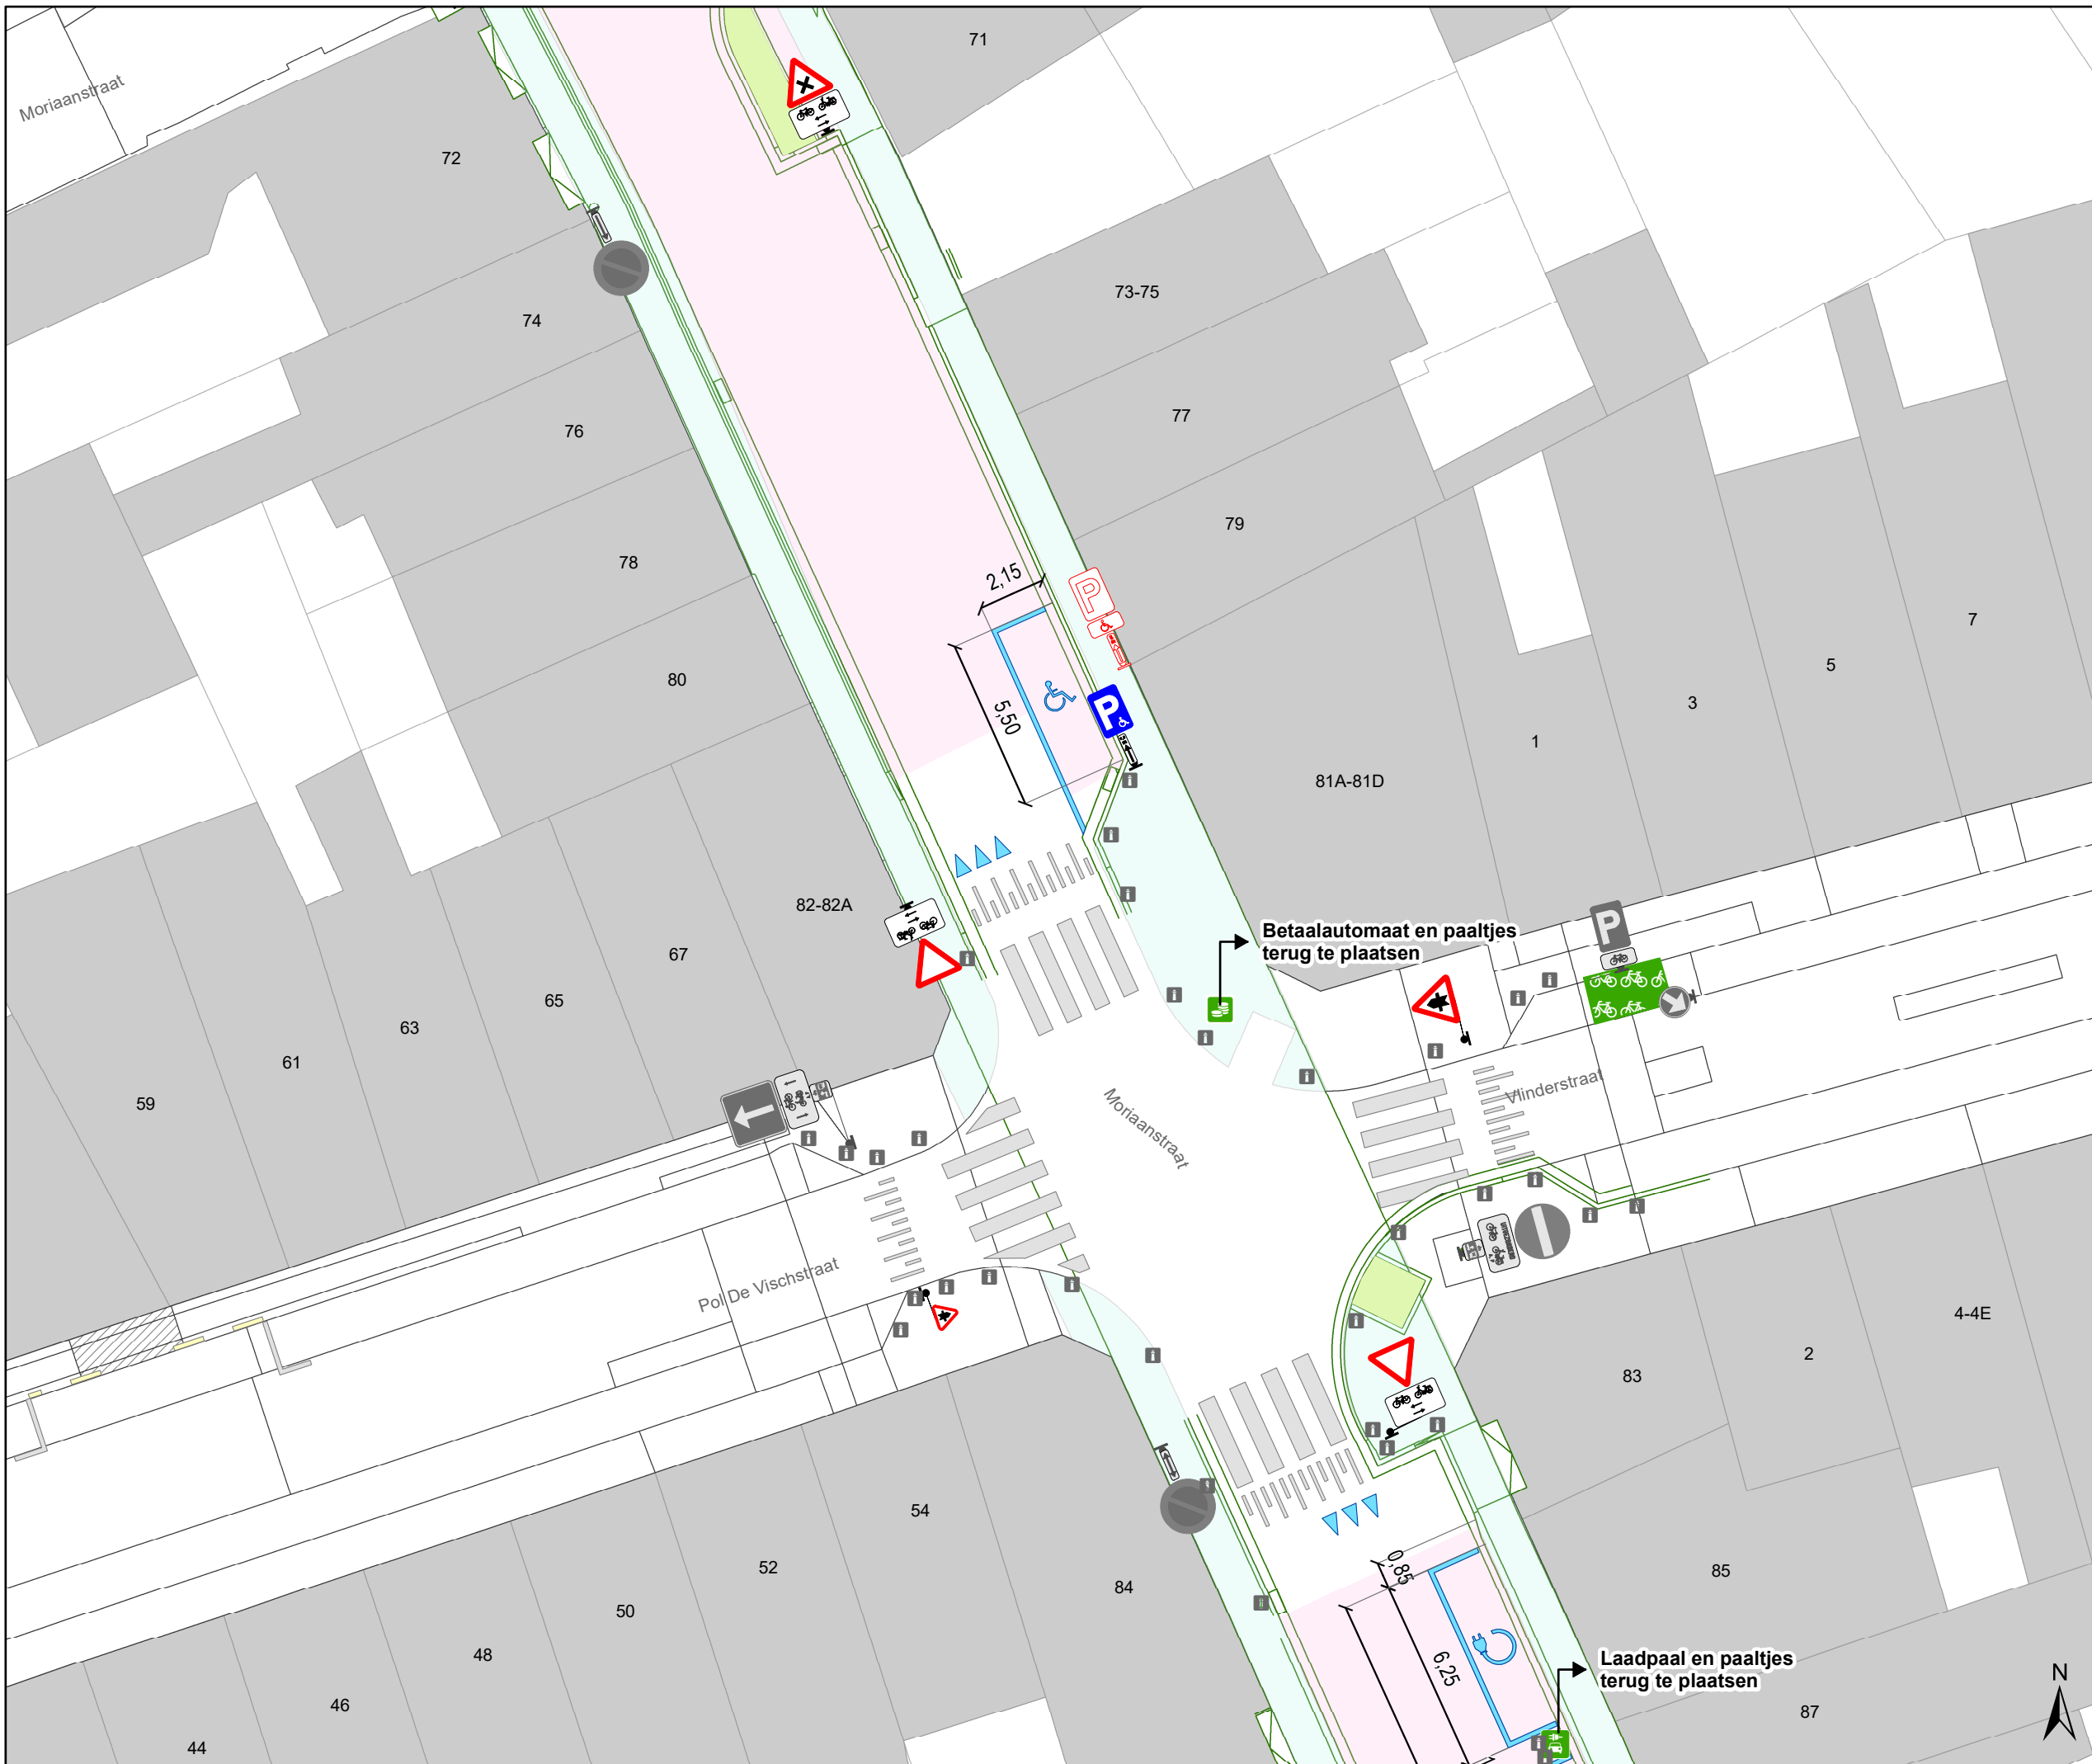 71
Moriaanstraat
72
73-75
74
77
76
79
2,15
78
7
P
5
80
5,50
P
3
1
81A-81D
82-82A
P
Betaalautomaat en paaltjes
terug te plaatsen
67
65
63
61
59
Vlinderstraat
Moriaanstraat
Pol De Vischstraat
4-4E
2
83
54
52
0,85
85
84
50
48
6,25
Laadpaal en paaltjes
terug te plaatsen
N
46
87
44